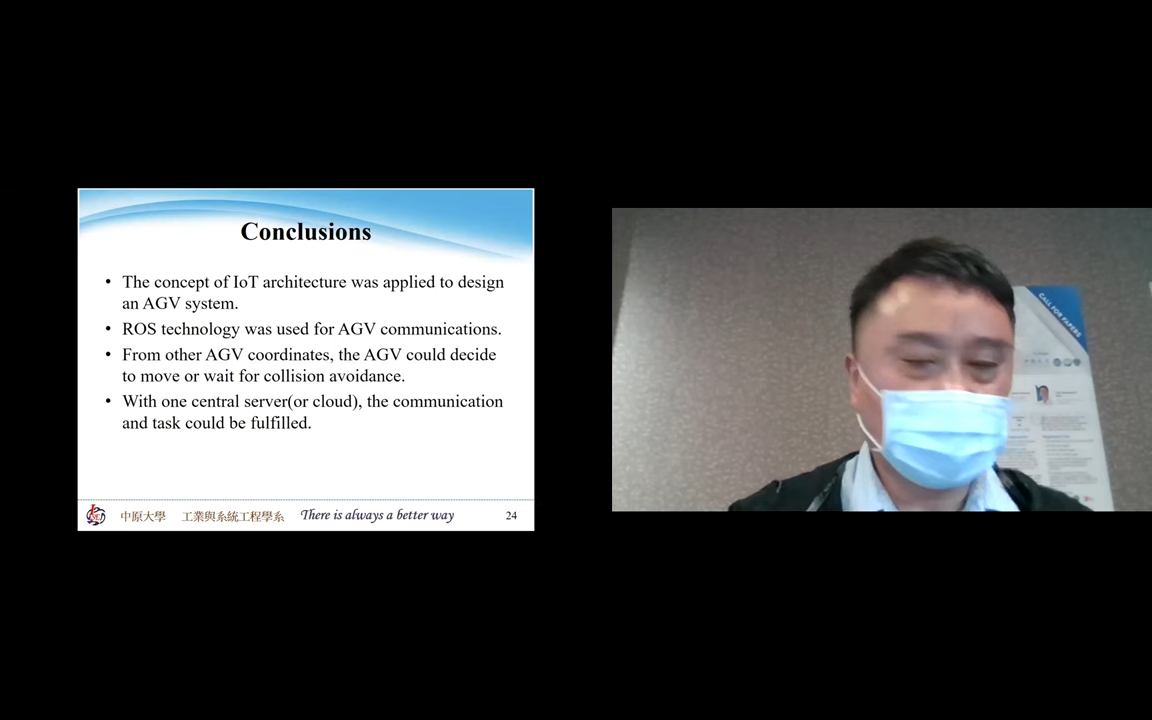 Conclusions
• The concept of IoT architecture was applied to design
an AGV system.
• ROS technology was used for AGV communications.
• From other AGV coordinates, the AGV could decide
to move or wait for collision avoidance.
• With one central server(or cloud), the communication
and task could be fulfilled.
中原大學 工業與系統工程學系 There is always a better way 24
CALL FOR PAPERS